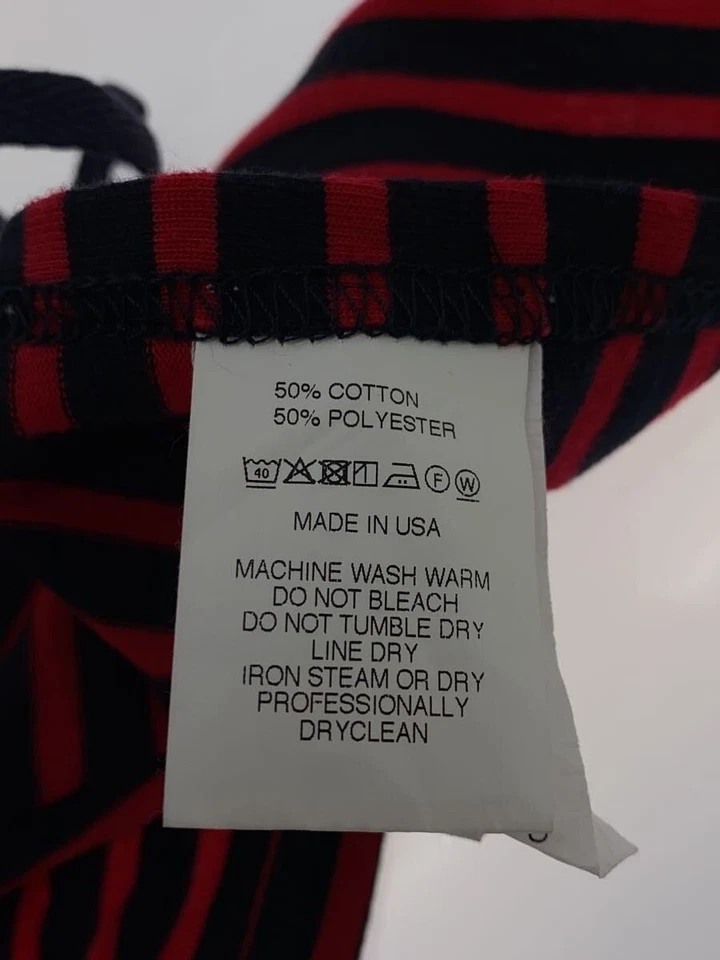 50% COTTON
50% POLYESTER
40 F W
MADE IN USA
MACHINE WASH WARM
DO NOT BLEACH
DO NOT TUMBLE DRY
LINE DRY
IRON STEAM OR DRY
PROFESSIONALLY
DRYCLEAN